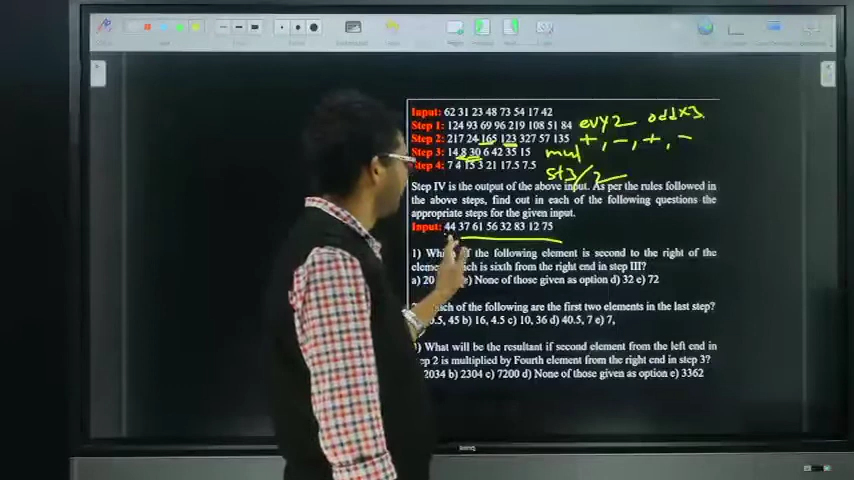 Input: 62 31 23 48 73 54 17 42
Step 1: 124 93 69 96 219 108 51 84
evy2 odd×3
Step 2: 217 24 165 123 327 57 135
+, -, +, -
Step 3: 14 8 30 6 42 35 15
mul
Step 4: 7 4 15 3 21 17.5 7.5
st3/2
Step IV is the output of the above input. As per the rules followed in
the above steps, find out in each of the following questions the
appropriate steps for the given input.
Input: 44 37 61 56 32 83 12 75
1) of the following element is second to the right of the
which is sixth from the right end in step III?
a) 20 None of those given as option d) 32 e) 72
of the following are the first two elements in the last step?
45 b) 16, 4.5 c) 10, 36 d) 40.5, 7 e) 7,
What will be the resultant if second element from the left end in
2 is multiplied by Fourth element from the right end in step 3?
2034 b) 2304 c) 7200 d) None of those given as option e) 3362